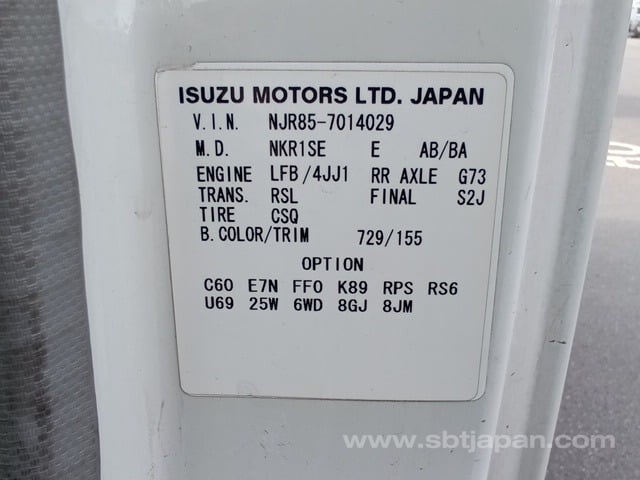 ISUZU MOTORS LTD. JAPAN
V.I.N. NJR85-7014029
M.D. NKR1SE E AB/BA
ENGINE LFB/4JJ1 RR AXLE G73
TRANS. RSL FINAL S2J
TIRE CSQ
B.COLOR/TRIM 729/155
OPTION
C60 E7N FF0 K89 RPS RS6
U69 25W 6WD 8GJ 8JM
www.sbtjapan.com